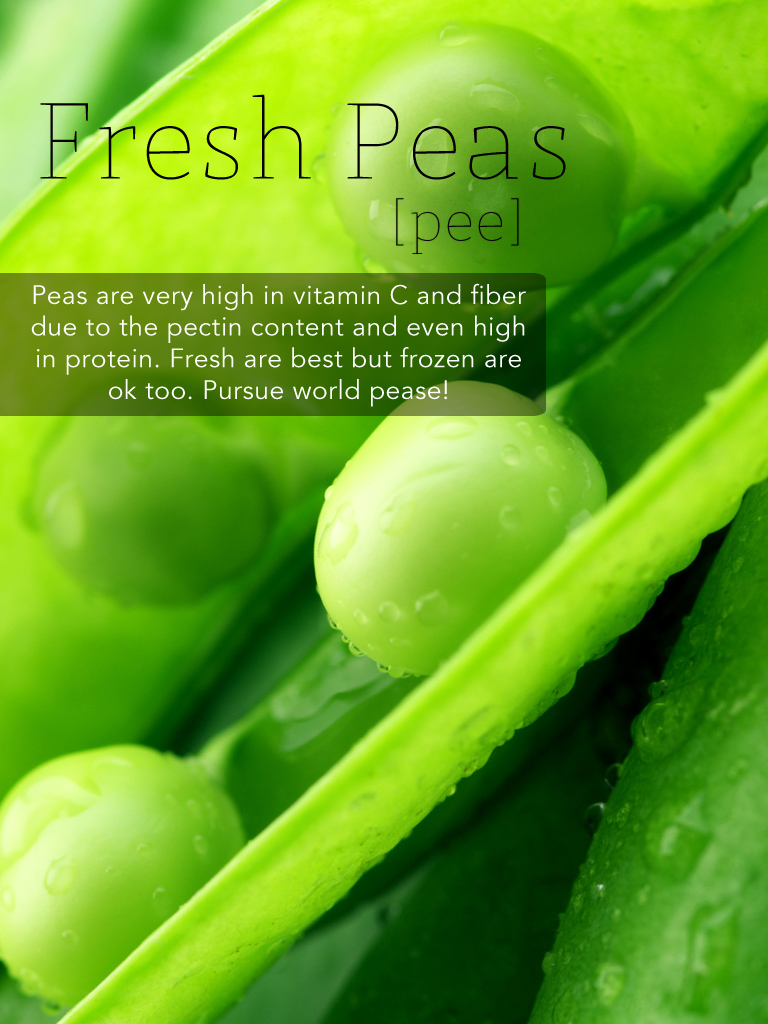 Fresh Peas
[pee]
Peas are very high in vitamin C and fiber
due to the pectin content and even high
in protein. Fresh are best but frozen are
ok too. Pursue world pease!